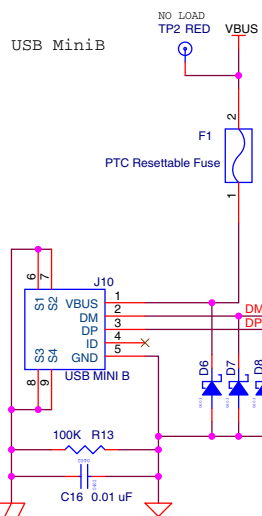 NO LOAD
TP2 RED
VBUS
USB MiniB
2
F1
PTC Resettable Fuse
1
6
7
J10
S1
S2
VBUS
1
DM
2
DM
DP
3
DP
ID
4
GND
5
S3
S4
USB MINI B
8
9
D6
D7
D8
100K R13
C16 0.01 uF